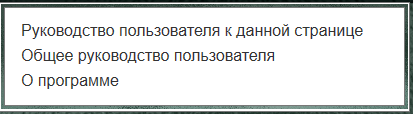 Руководство пользователя к данной странице
Общее руководство пользователя
О программе